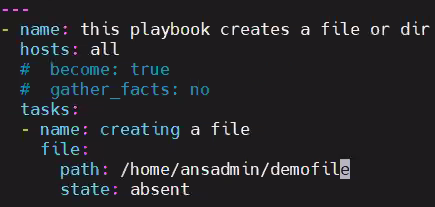 ---
- name: this playbook creates a file or dir
  hosts: all
  #  become: true
  #  gather_facts: no
  tasks:
  - name: creating a file
    file:
      path: /home/ansadmin/demofile
      state: absent